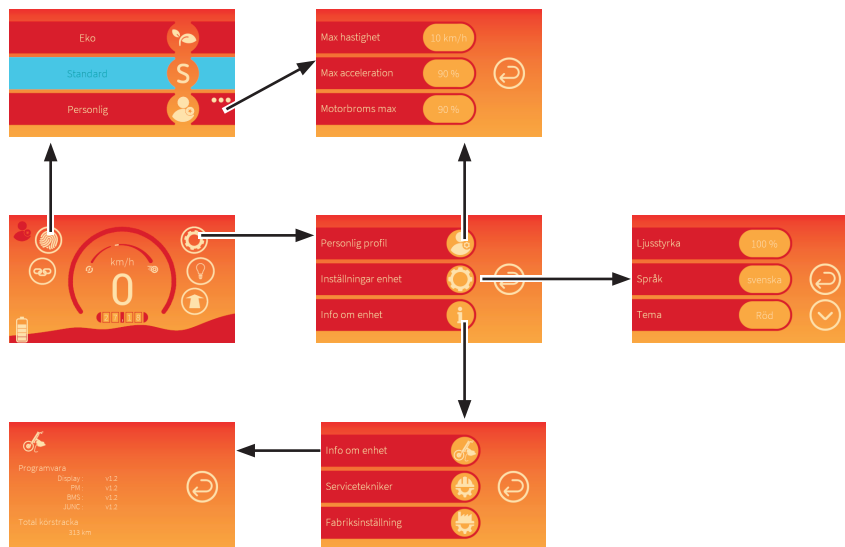 Eko
Standard
S
Personlig
Max hastighet 10 km/h
Max acceleration 90 %
Motorbroms max 90 %
km/h
0
Personlig profil
Inställningar enhet
Info om enhet
Ljusstyrka 100 %
Språk svenska
Tema Röd
Programvara
Display: v1.2
PM: v1.2
BMS: v1.2
JUNC: v1.2
Total körsträcka
313 km
Info om enhet
Servicetekniker
Fabriksinställning